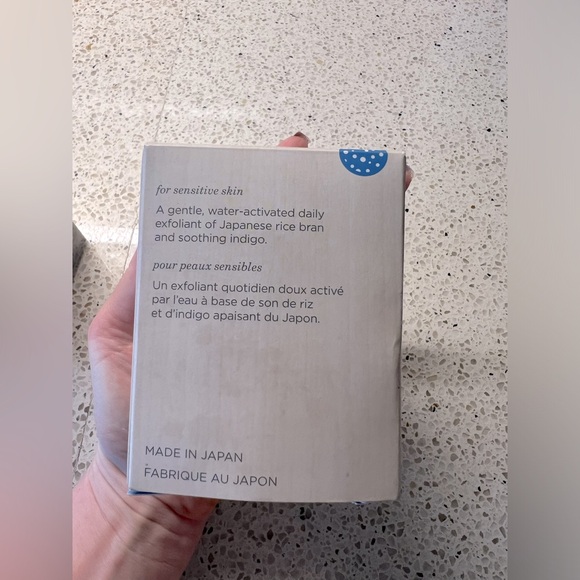 for sensitive skin
A gentle, water-activated daily
exfoliant of Japanese rice bran
and soothing indigo.
pour peaux sensibles
Un exfoliant quotidien doux activé
par l'eau à base de son de riz
et d'indigo apaisant du Japon.
MADE IN JAPAN
FABRIQUE AU JAPON